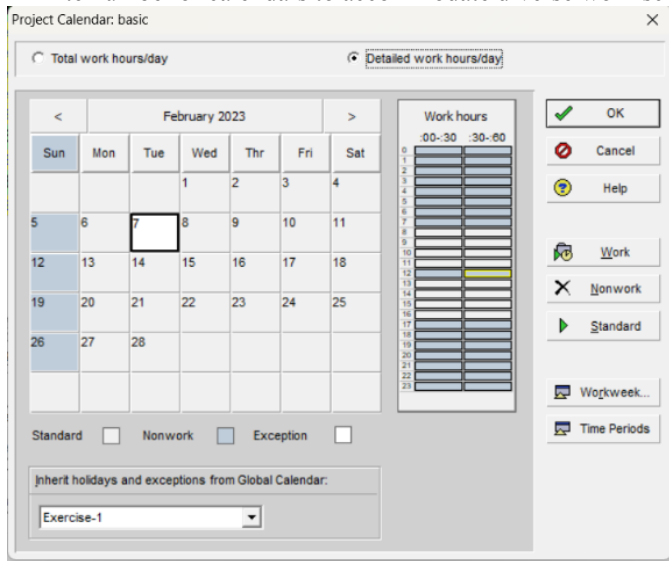 Project Calendar: basic
Total work hours/day
Detailed work hours/day
< February 2023 >
Sun Mon Tue Wed Thr Fri Sat
1 2 3 4
5 6 7 8 9 10 11
12 13 14 15 16 17 18
19 20 21 22 23 24 25
26 27 28
Standard Nonwork Exception
Inherit holidays and exceptions from Global Calendar:
Exercise-1
Work hours
:00-:30 :30-:60
0
1
2
3
4
5
6
7
8
9
10
11
12
13
14
15
16
17
18
19
20
21
22
23
OK
Cancel
Help
Work
Nonwork
Standard
Workweek...
Time Periods